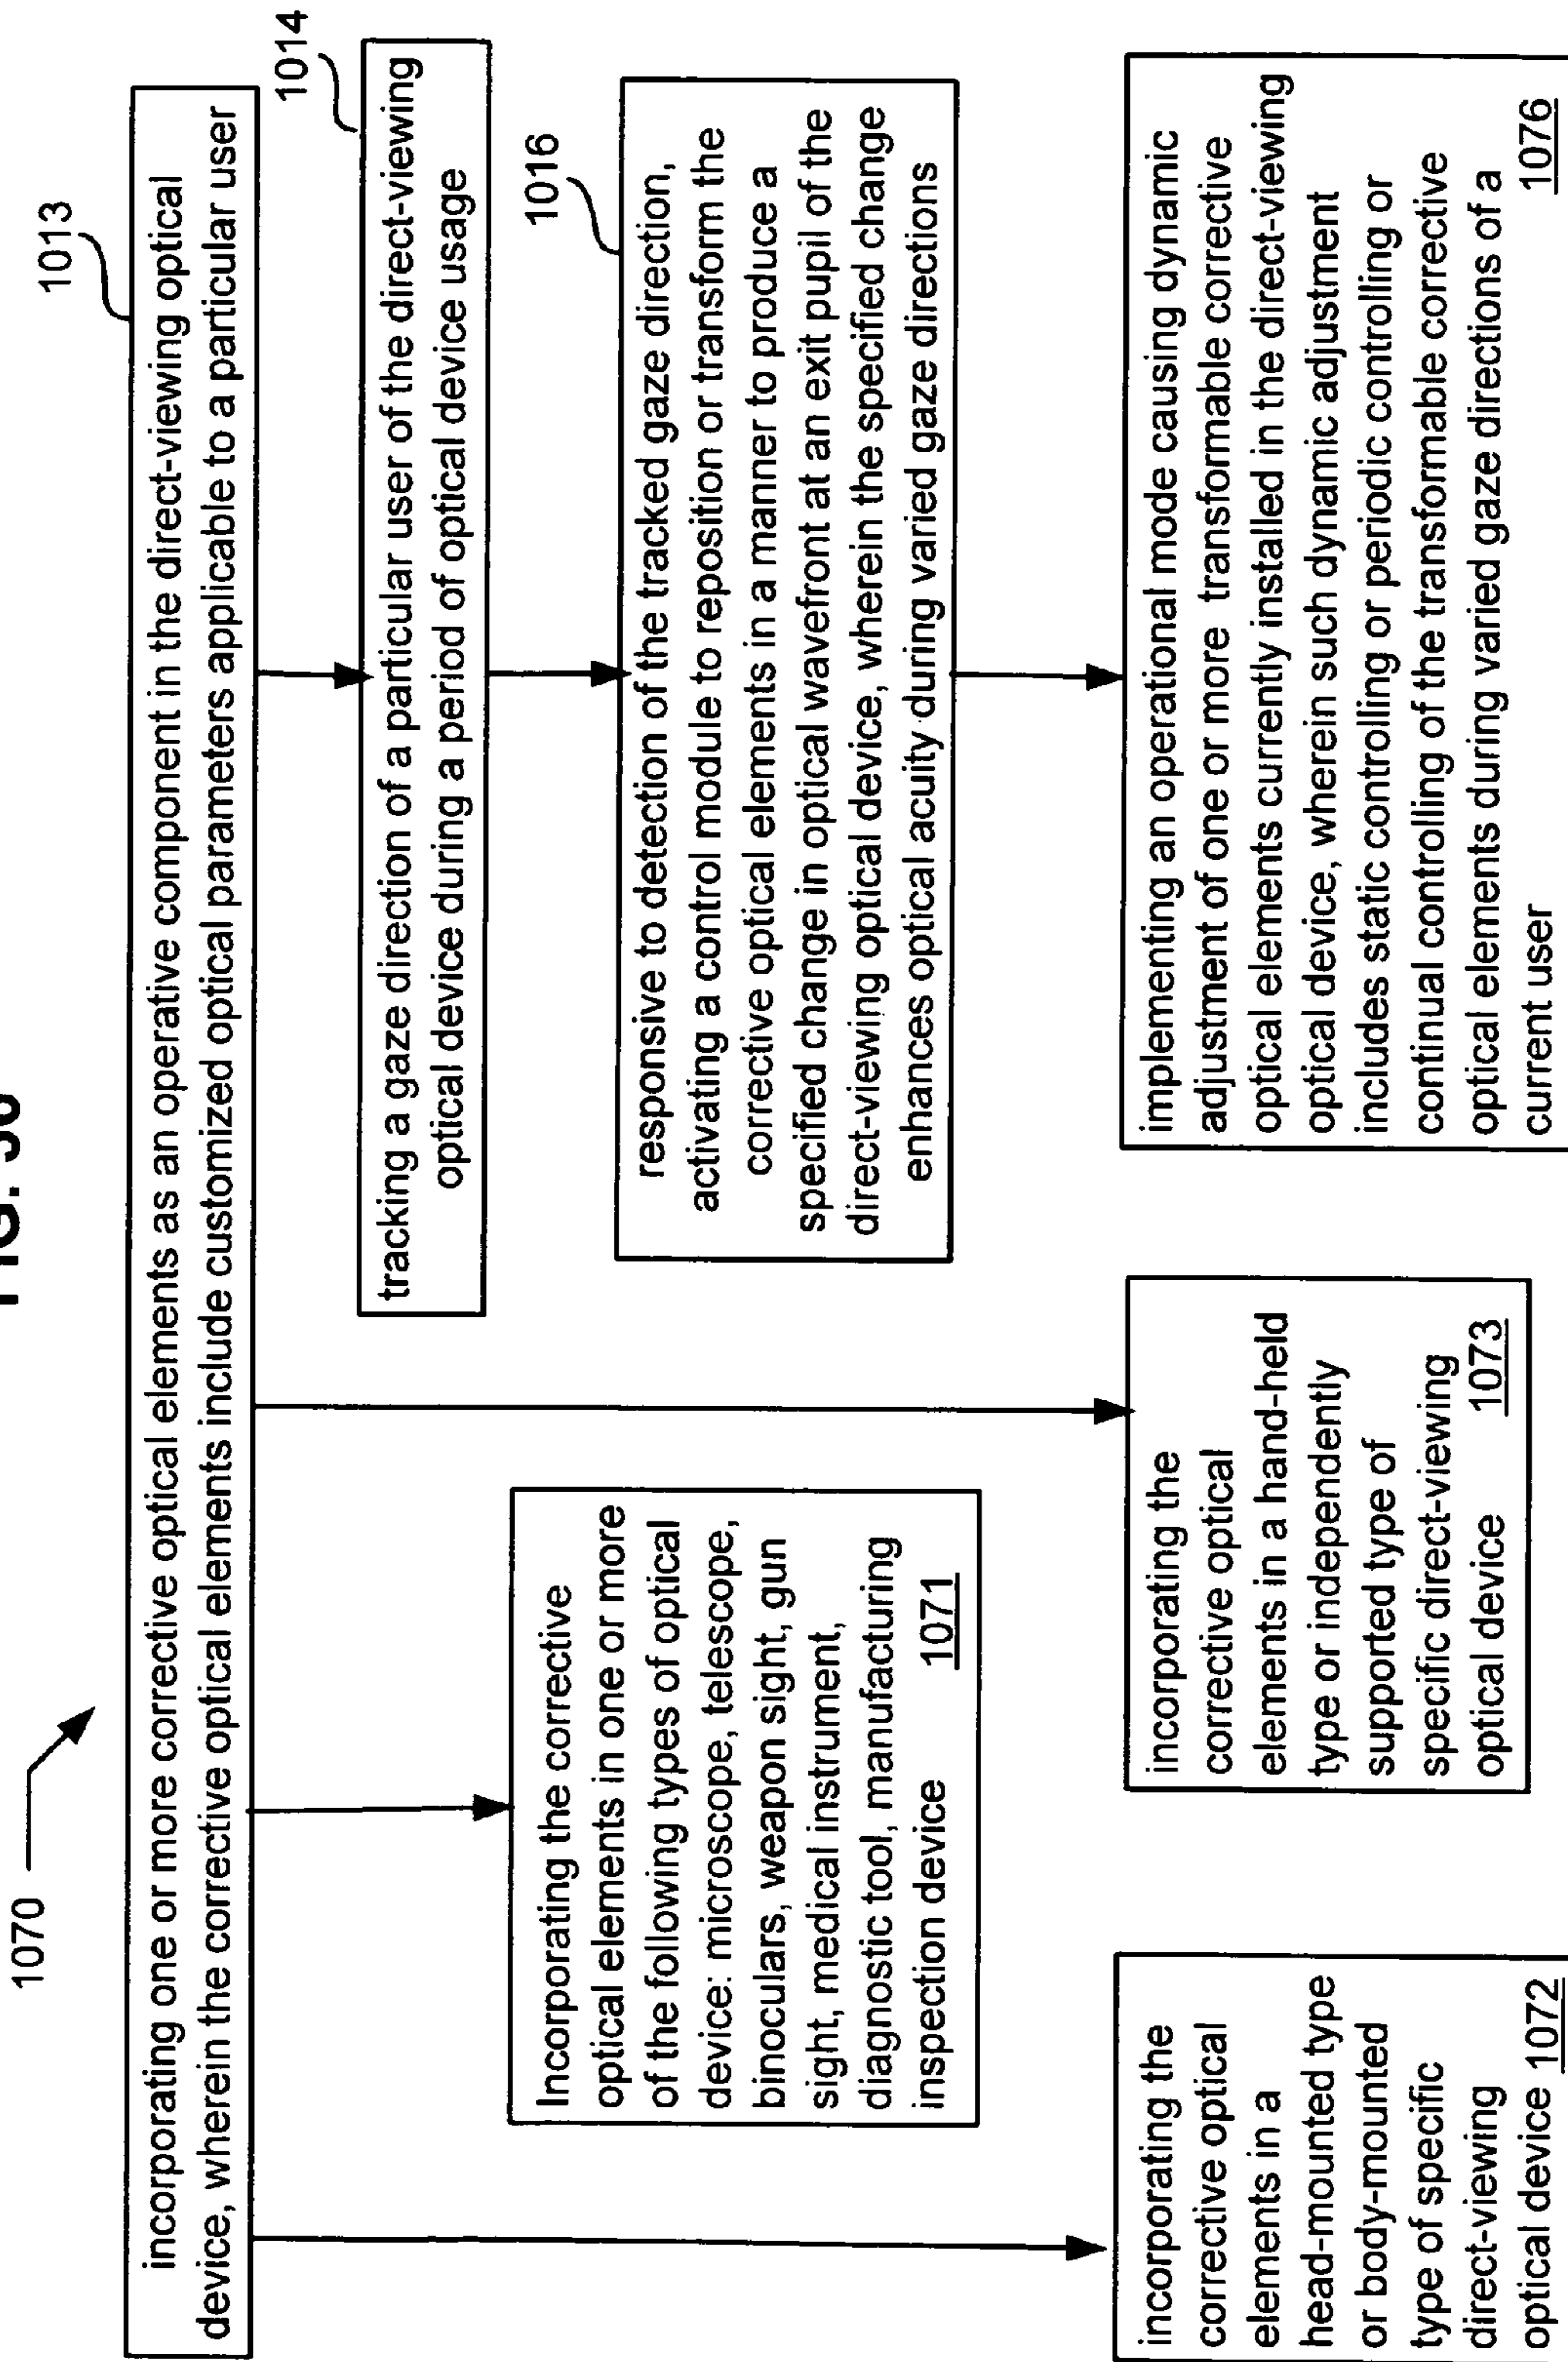 FIG.
1070
1013
incorporating one or more corrective optical elements as an operative component in the direct-viewing optical
device, wherein the corrective optical elements include customized optical parameters applicable to a particular user
1014
tracking a gaze direction of a particular user of the direct-viewing
optical device during a period of optical device usage
1016
responsive to detection of the tracked gaze direction,
activating a control module to reposition or transform the
corrective optical elements in a manner to produce a
specified change in optical wavefront at an exit pupil of the
direct-viewing optical device, wherein the specified change
enhances optical acuity during varied gaze directions
Incorporating the corrective
optical elements in one or more
of the following types of optical
device: microscope, telescope,
binoculars, weapon sight, gun
sight, medical instrument,
diagnostic tool, manufacturing
inspection device 1071
incorporating the
corrective optical
elements in a
head-mounted type
or body-mounted
type of specific
direct-viewing
optical device 1072
incorporating the
corrective optical
elements in a hand-held
type or independently
supported type of
specific direct-viewing
optical device 1073
implementing an operational mode causing dynamic
adjustment of one or more transformable corrective
optical elements currently installed in the direct-viewing
optical device, wherein such dynamic adjustment
includes static controlling or periodic controlling or
continual controlling of the transformable corrective
optical elements during varied gaze directions of a
current user 1076